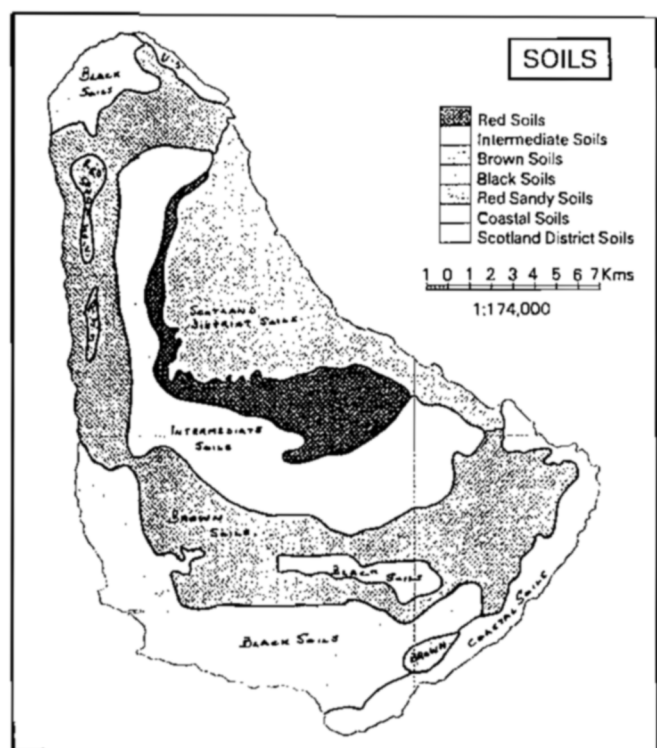 SOILS
Red Soils
Intermediate Soils
Brown Soils
Black Soils
Red Sandy Soils
Coastal Soils
Scotland District Soils
1 0 1 2 3 4 5 6 7 Kms
1:174,000
BLACK
SOILS
SCOTLAND
DISTRICT SOILS.
INTERMEDIATE
SOILS
BROWN
SOILS.
BLACK SOILS
BLACK SOILS
BROWN
COASTAL SOILS